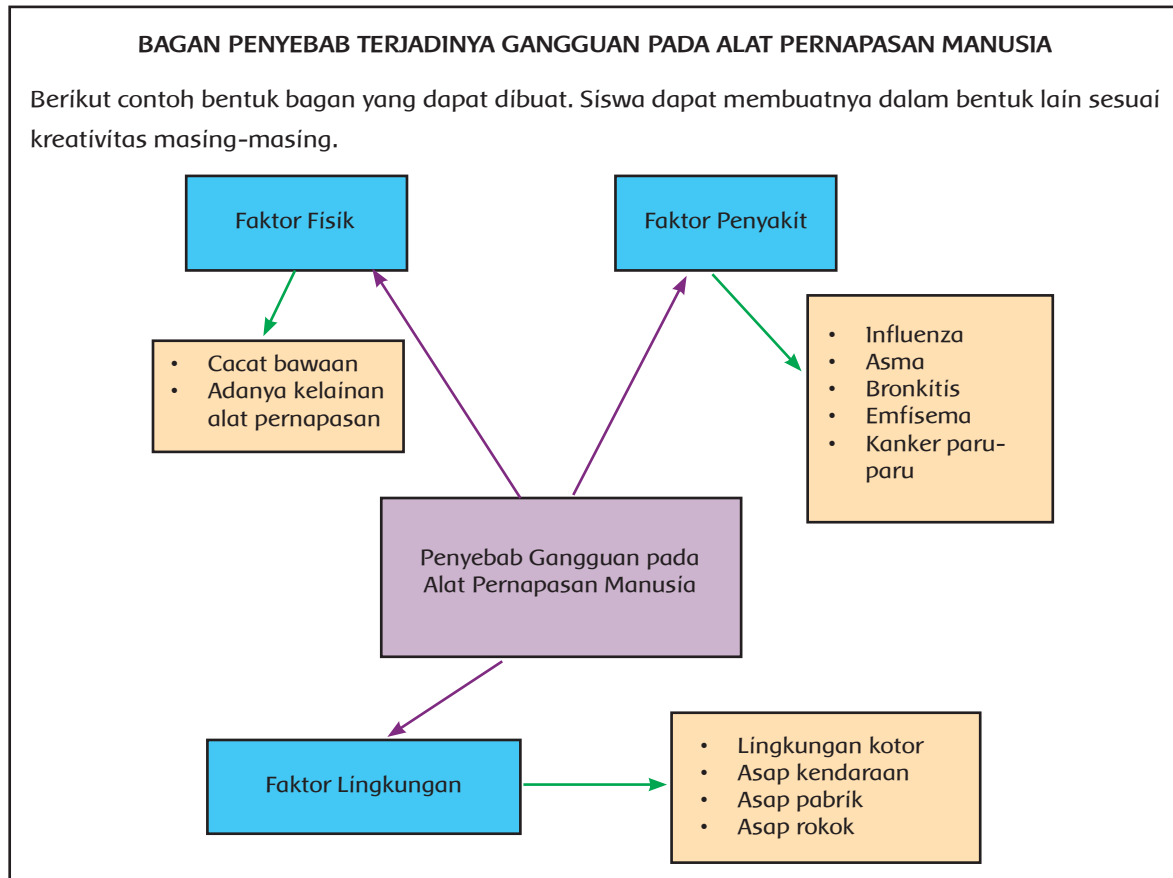 BAGAN PENYEBAB TERJADINYA GANGGUAN PADA ALAT PERNAPASAN MANUSIA
Berikut contoh bentuk bagan yang dapat dibuat. Siswa dapat membuatnya dalam bentuk lain sesuai
kreativitas masing-masing.
Faktor Fisik
Faktor Penyakit
• Cacat bawaan
• Adanya kelainan
alat pernapasan
• Influenza
• Asma
• Bronkitis
• Emfisema
• Kanker paru-
paru
Penyebab Gangguan pada
Alat Pernapasan Manusia
Faktor Lingkungan
• Lingkungan kotor
• Asap kendaraan
• Asap pabrik
• Asap rokok